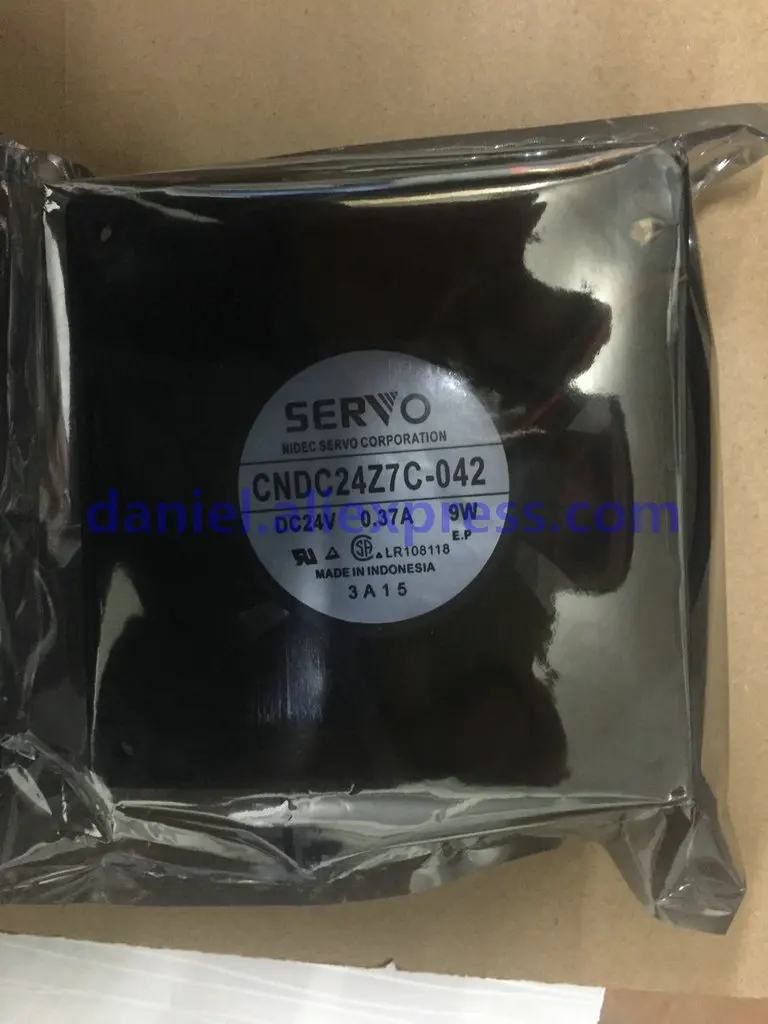 SERVO
NIDEC SERVO CORPORATION
CNDC24Z7C-042
daniel.aliexpress.com
DC24V 0.37A 9W
E.P
LR108118
MADE IN INDONESIA
3A15